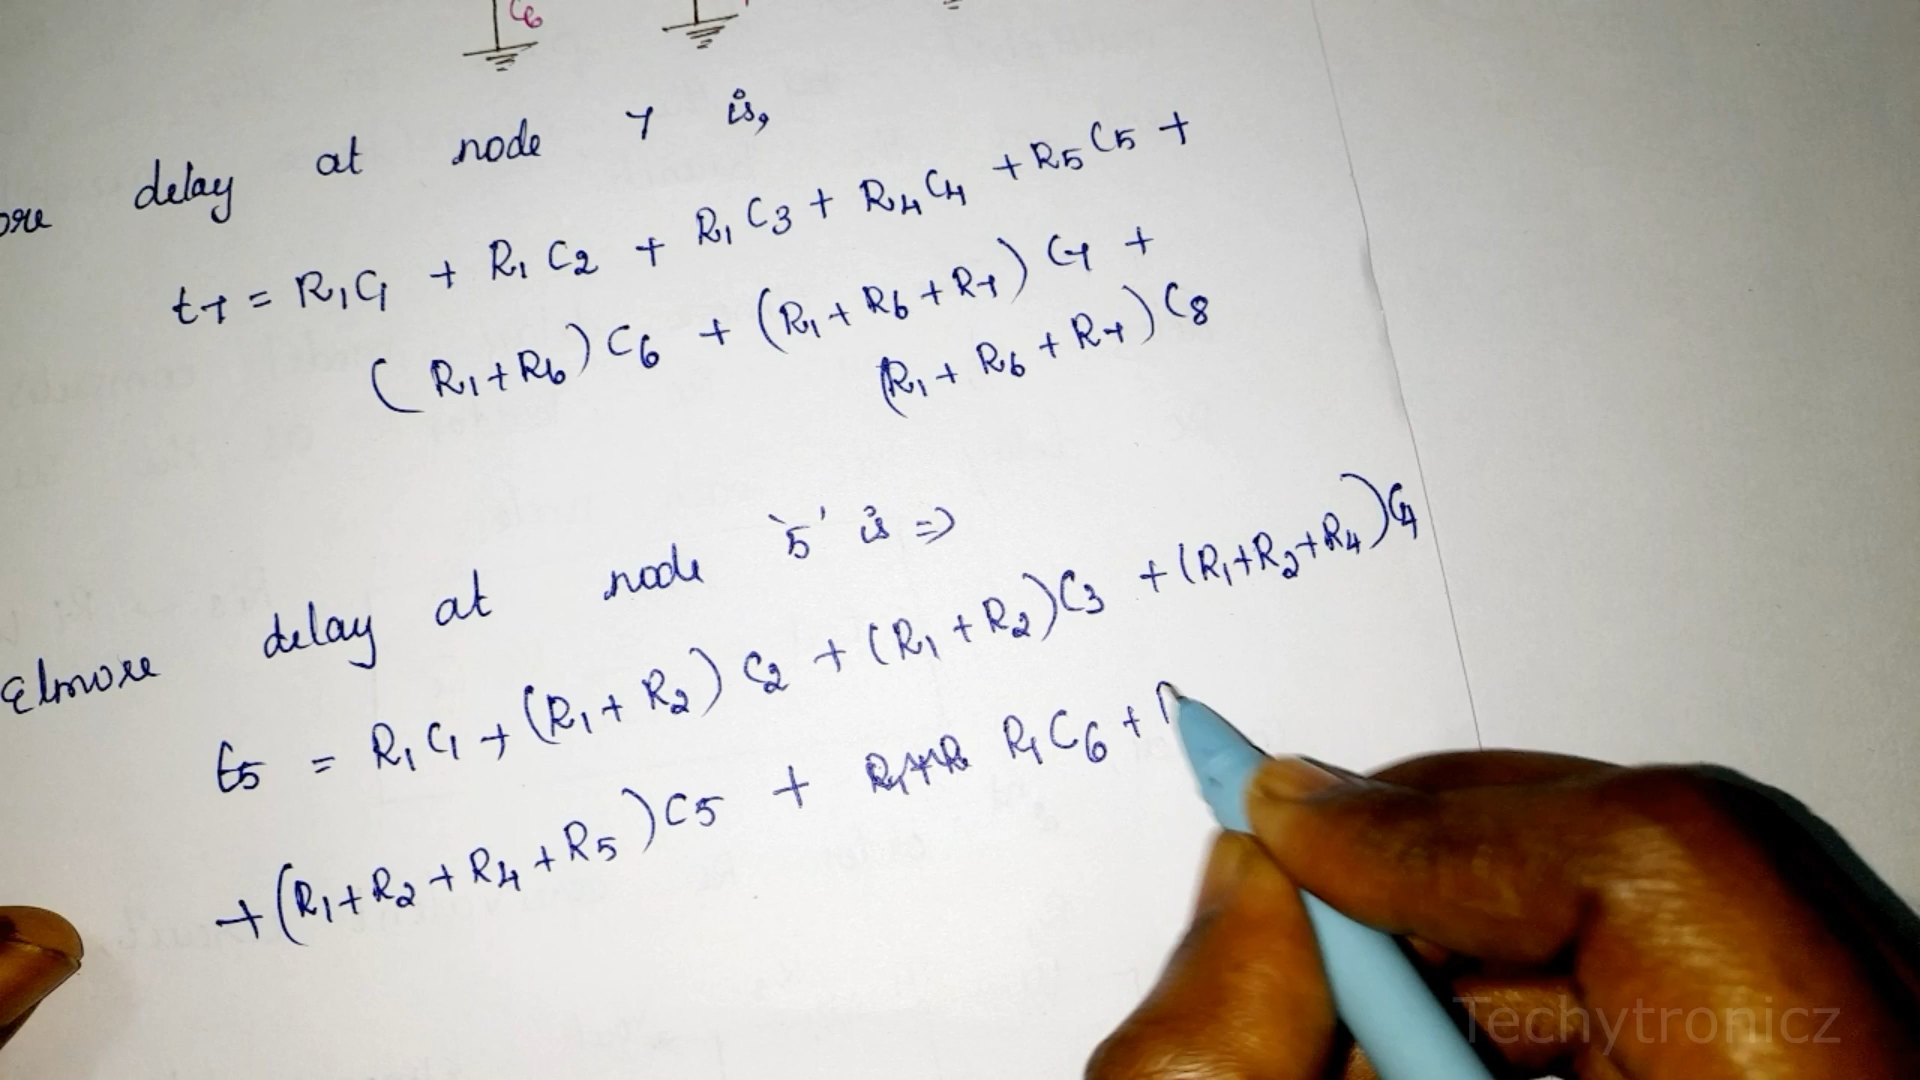 C6
ore delay at node 7 is,
t7 = R1C1 + R1C2 + R1C3 + R4C4 + R5C5 +
(R1+R6)C6 + (R1+R6+R7)C7 +
(R1+R6+R7)C8
Elmore delay at node '5' is =>
t5 = R1C1 + (R1+R2)C2 + (R1+R2)C3 + (R1+R2+R4)C4
+(R1+R2+R4+R5)C5 + R1C6 +
Techytronicz